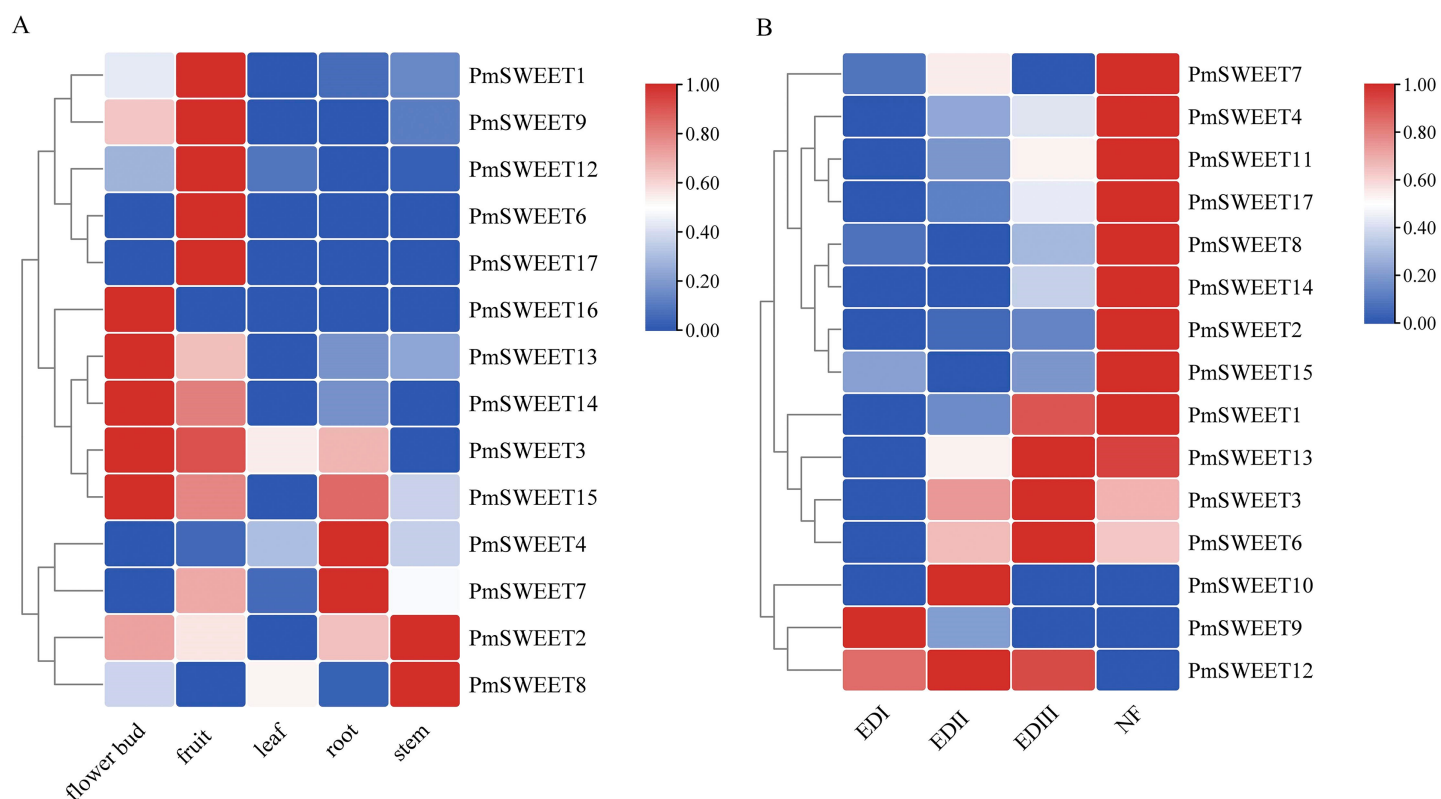 A
PmSWEET1
PmSWEET9
PmSWEET12
PmSWEET6
PmSWEET17
PmSWEET16
PmSWEET13
PmSWEET14
PmSWEET3
PmSWEET15
PmSWEET4
PmSWEET7
PmSWEET2
PmSWEET8
flower bud
fruit
leaf
root
stem
1.00
0.80
0.60
0.40
0.20
0.00
B
PmSWEET7
PmSWEET4
PmSWEET11
PmSWEET17
PmSWEET8
PmSWEET14
PmSWEET2
PmSWEET15
PmSWEET1
PmSWEET13
PmSWEET3
PmSWEET6
PmSWEET10
PmSWEET9
PmSWEET12
EDI
EDII
EDIII
NF
1.00
0.80
0.60
0.40
0.20
0.00